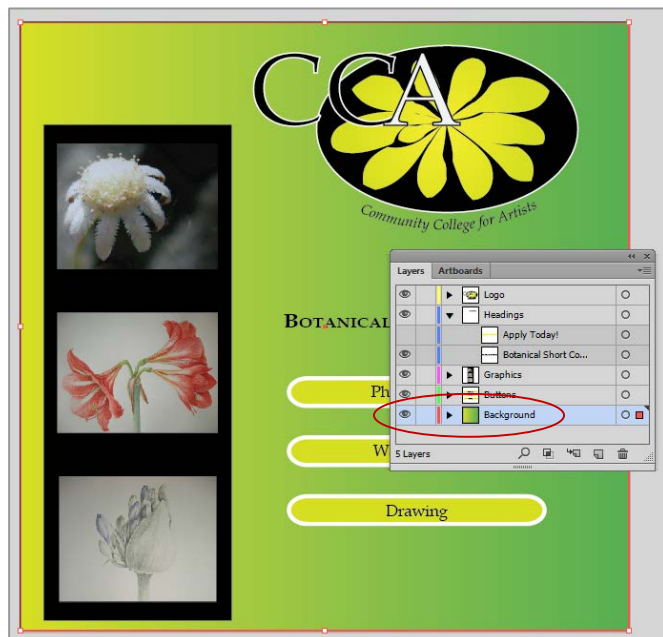 CCA
Community College for Artists
BOTANICAL
Ph
W
Drawing
Layers Artboards
Logo
Headings
Apply Today!
Botanical Short Co...
Graphics
Buttons
Background
5 Layers